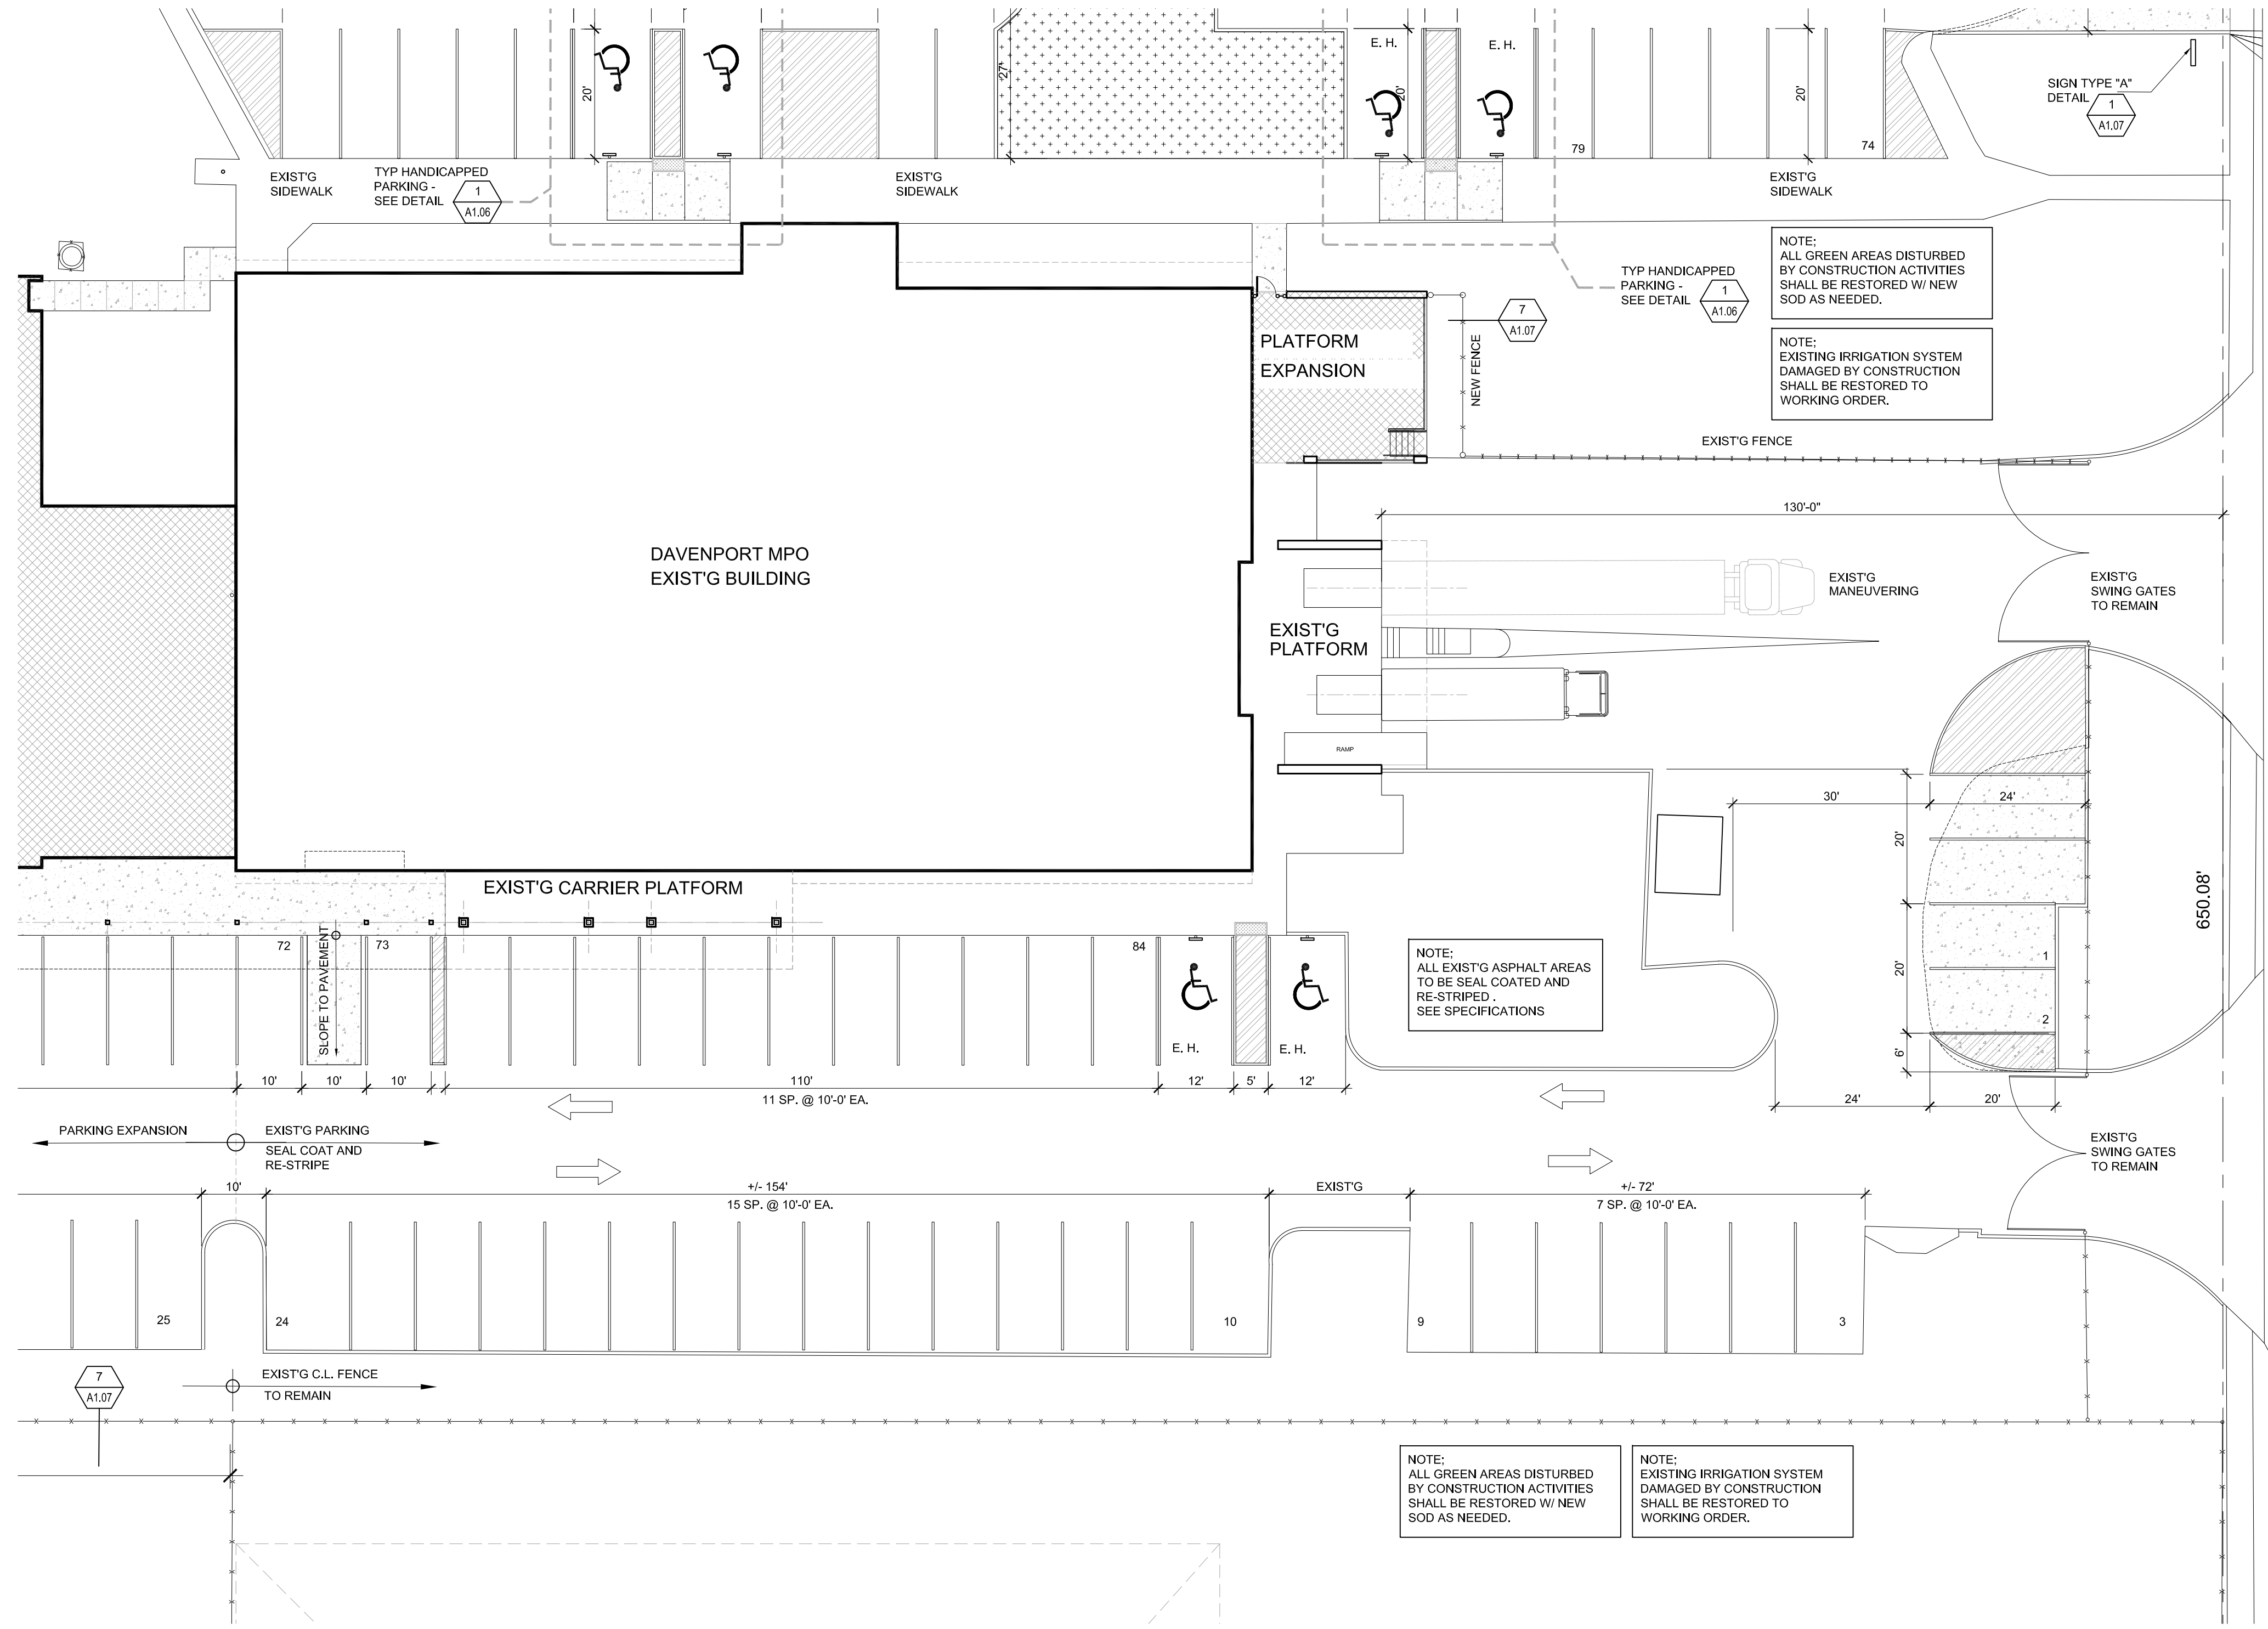 20'
27'
E. H.
20'
E. H.
20'
79
74
SIGN TYPE "A"
DETAIL
1
A1.07
EXIST'G
SIDEWALK
TYP HANDICAPPED
PARKING -
SEE DETAIL
1
A1.06
EXIST'G
SIDEWALK
EXIST'G
SIDEWALK
NOTE;
ALL GREEN AREAS DISTURBED
BY CONSTRUCTION ACTIVITIES
SHALL BE RESTORED W/ NEW
SOD AS NEEDED.
TYP HANDICAPPED
PARKING -
SEE DETAIL
1
A1.06
7
A1.07
PLATFORM
EXPANSION
NEW FENCE
NOTE;
EXISTING IRRIGATION SYSTEM
DAMAGED BY CONSTRUCTION
SHALL BE RESTORED TO
WORKING ORDER.
EXIST'G FENCE
130'-0"
DAVENPORT MPO
EXIST'G BUILDING
EXIST'G
MANEUVERING
EXIST'G
SWING GATES
TO REMAIN
EXIST'G
PLATFORM
RAMP
30'
24'
20'
650.08'
EXIST'G CARRIER PLATFORM
72
SLOPE TO PAVEMENT
73
84
E. H.
E. H.
NOTE;
ALL EXIST'G ASPHALT AREAS
TO BE SEAL COATED AND
RE-STRIPED .
SEE SPECIFICATIONS
20'
1
2
6'
10'
10'
10'
110'
11 SP. @ 10'-0' EA.
12'
5'
12'
24'
20'
PARKING EXPANSION
EXIST'G PARKING
SEAL COAT AND
RE-STRIPE
EXIST'G
SWING GATES
TO REMAIN
10'
+/- 154'
15 SP. @ 10'-0' EA.
EXIST'G
+/- 72'
7 SP. @ 10'-0' EA.
25
24
10
9
3
7
A1.07
EXIST'G C.L. FENCE
TO REMAIN
NOTE;
ALL GREEN AREAS DISTURBED
BY CONSTRUCTION ACTIVITIES
SHALL BE RESTORED W/ NEW
SOD AS NEEDED.
NOTE;
EXISTING IRRIGATION SYSTEM
DAMAGED BY CONSTRUCTION
SHALL BE RESTORED TO
WORKING ORDER.